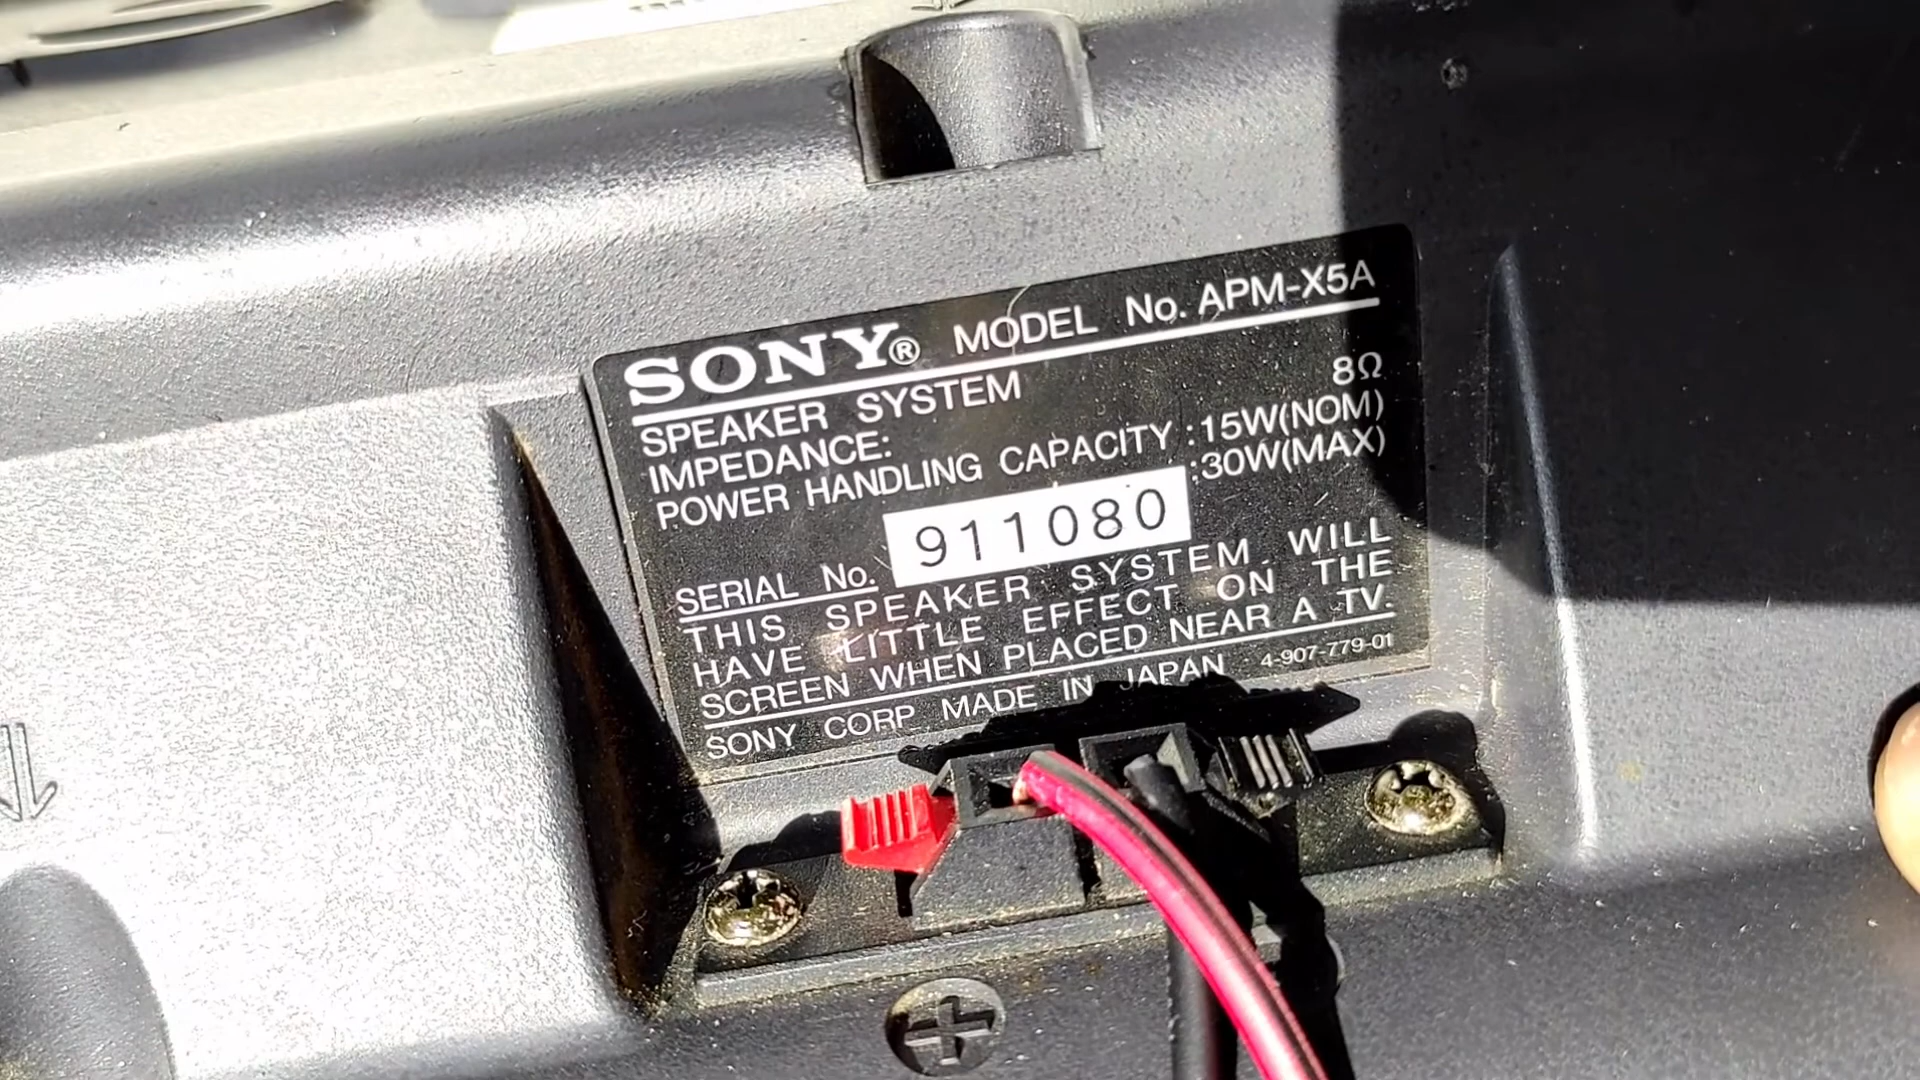 SONY® MODEL No. APM-X5A
SPEAKER SYSTEM
IMPEDANCE: 8Ω
POWER HANDLING CAPACITY :15W(NOM)
:30W(MAX)
SERIAL No. 911080
THIS SPEAKER SYSTEM WILL
HAVE LITTLE EFFECT ON THE
SCREEN WHEN PLACED NEAR A TV.
SONY CORP MADE IN JAPAN 4-907-779-01